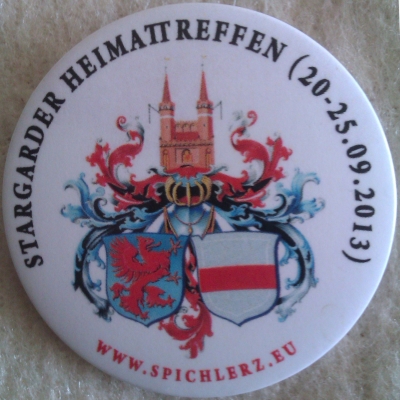 STARGARDER HEIMATTREFFEN (20-25.09.2013)
WWW.SPICHLERZ.EU